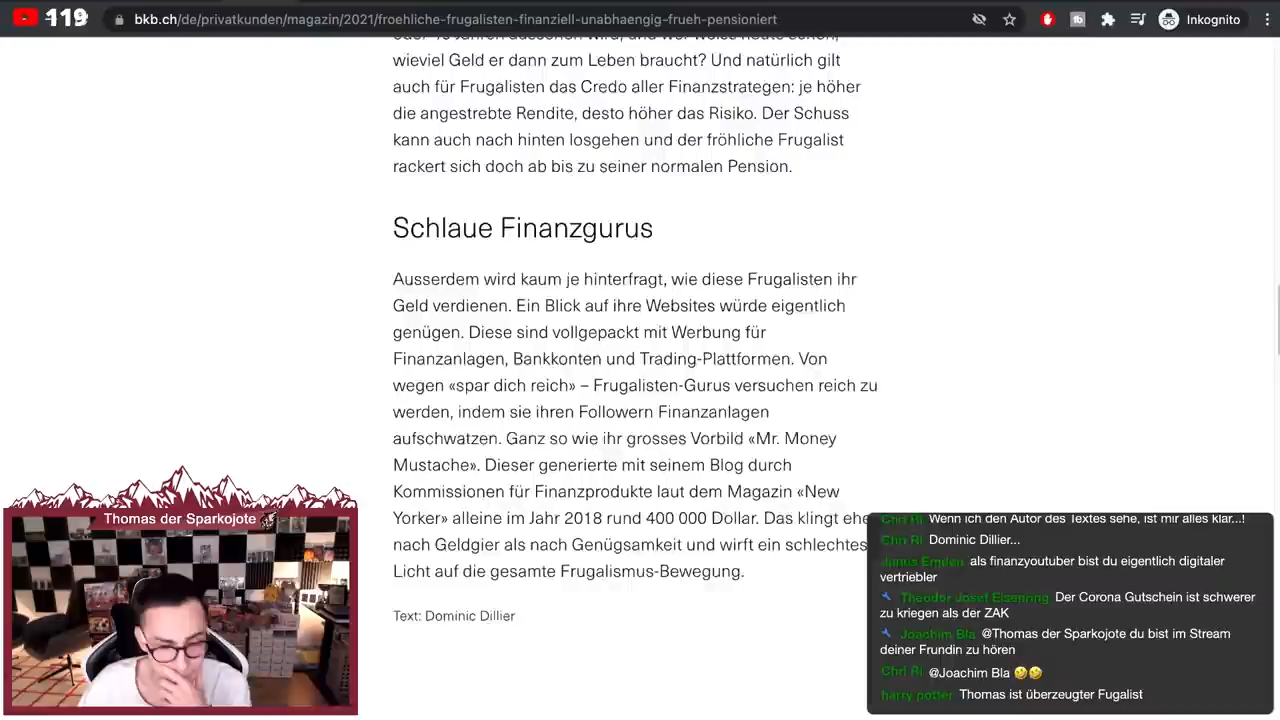 119
bkb.ch/de/privatkunden/magazin/2021/froehliche-frugalisten-finanziell-unabhaengig-frueh-pensioniert
Inkognito
wieviel Geld er dann zum Leben braucht? Und natürlich gilt
auch für Frugalisten das Credo aller Finanzstrategen: je höher
die angestrebte Rendite, desto höher das Risiko. Der Schuss
kann auch nach hinten losgehen und der fröhliche Frugalist
rackert sich doch ab bis zu seiner normalen Pension.
Schlaue Finanzgurus
Ausserdem wird kaum je hinterfragt, wie diese Frugalisten ihr
Geld verdienen. Ein Blick auf ihre Websites würde eigentlich
genügen. Diese sind vollgepackt mit Werbung für
Finanzanlagen, Bankkonten und Trading-Plattformen. Von
wegen «spar dich reich» – Frugalisten-Gurus versuchen reich zu
werden, indem sie ihren Followern Finanzanlagen
aufschwatzen. Ganz so wie ihr grosses Vorbild «Mr. Money
Mustache». Dieser generierte mit seinem Blog durch
Kommissionen für Finanzprodukte laut dem Magazin «New
Yorker» alleine im Jahr 2018 rund 400 000 Dollar. Das klingt ehe
nach Geldgier als nach Genügsamkeit und wirft ein schlechtes
Licht auf die gesamte Frugalismus-Bewegung.
Text: Dominic Dillier
Thomas der Sparkojote
Chri Ri Wenn ich den Autor des Textes sehe, ist mir alles klar...!
Chri Ri Dominic Dillier...
Janus Emden als finanzyoutuber bist du eigentlich digitaler
vertriebler
Theodor Josef Eisenring Der Corona Gutschein ist schwerer
zu kriegen als der ZAK
Joachim Bla @Thomas der Sparkojote du bist im Stream
deiner Frundin zu hören
Chri Ri @Joachim Bla 🤣🤣
harry potter Thomas ist überzeugter Fugalist